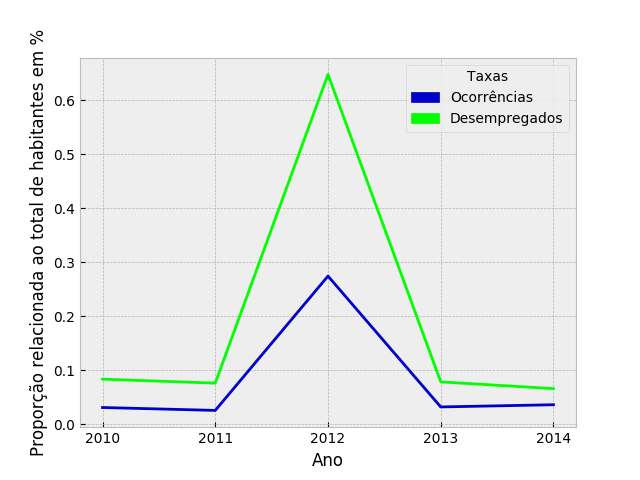 Proporção relacionada ao total de habitantes em %
0.6
0.5
0.4
0.3
0.2
0.1
0.0
Taxas
Ocorrências
Desempregados
2010 2011 2012 2013 2014
Ano